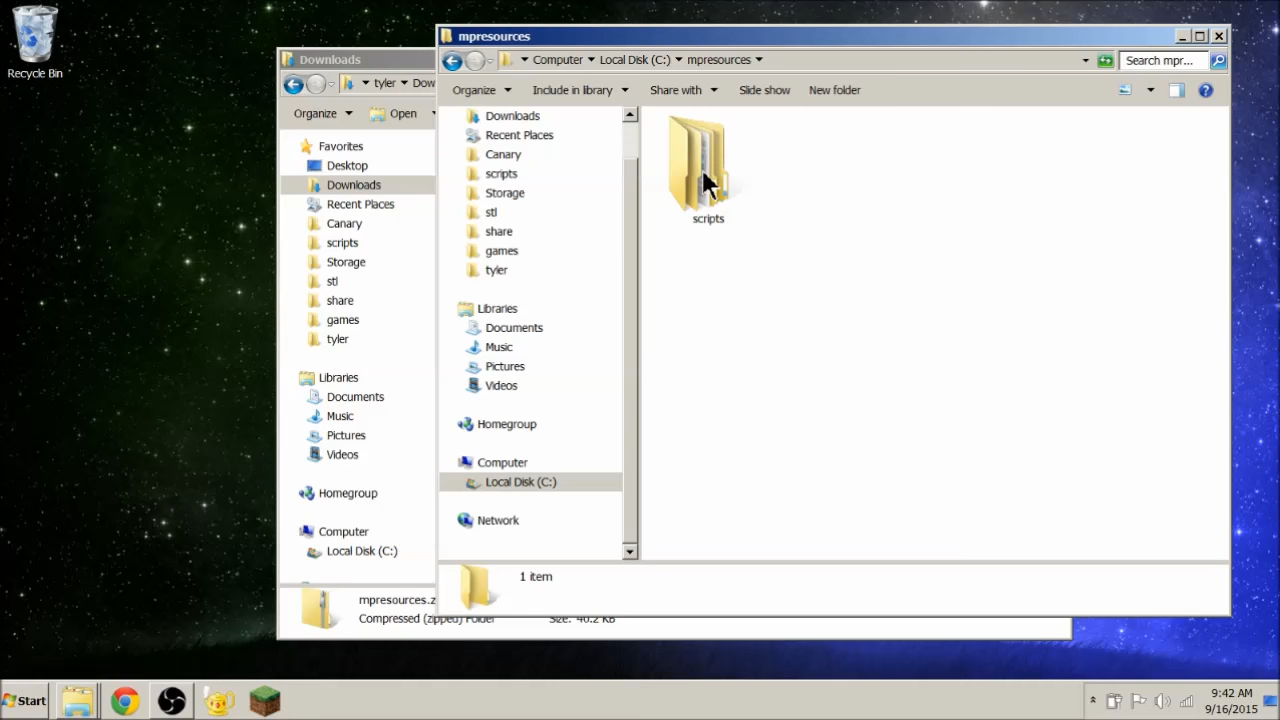 Recycle Bin
Downloads
tyler
Dow
Organize
Open
Favorites
Desktop
Downloads
Recent Places
Canary
scripts
Storage
stl
share
games
tyler
Libraries
Documents
Music
Pictures
Videos
Homegroup
Computer
Local Disk (C:)
mpresources.z
Compressed (zipped) Folder
Size: 40.2 KB
mpresources
Computer
Local Disk (C:)
mpresources
Search mpr...
Organize
Include in library
Share with
Slide show
New folder
Downloads
Recent Places
Canary
scripts
Storage
stl
share
games
tyler
Libraries
Documents
Music
Pictures
Videos
Homegroup
Computer
Local Disk (C:)
Network
scripts
1 item
Start
9:42 AM
9/16/2015